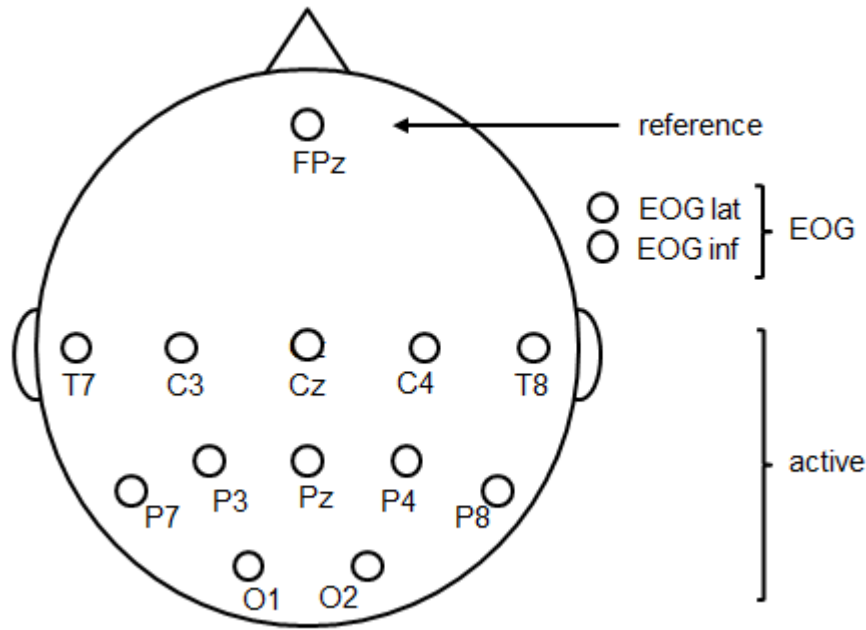 reference
FPz
EOG lat
EOG inf
EOG
T7 C3 Cz C4 T8
active
P7 P3 Pz P4 P8
O1 O2